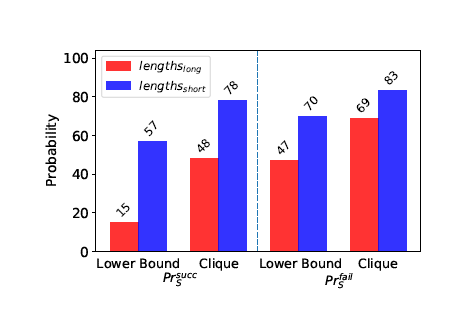 100
80
60
40
20
0
Probability
lengths_long
lengths_short
15
57
48
78
47
70
69
83
Lower Bound Clique Lower Bound Clique
Pr_S^succ Pr_S^fail